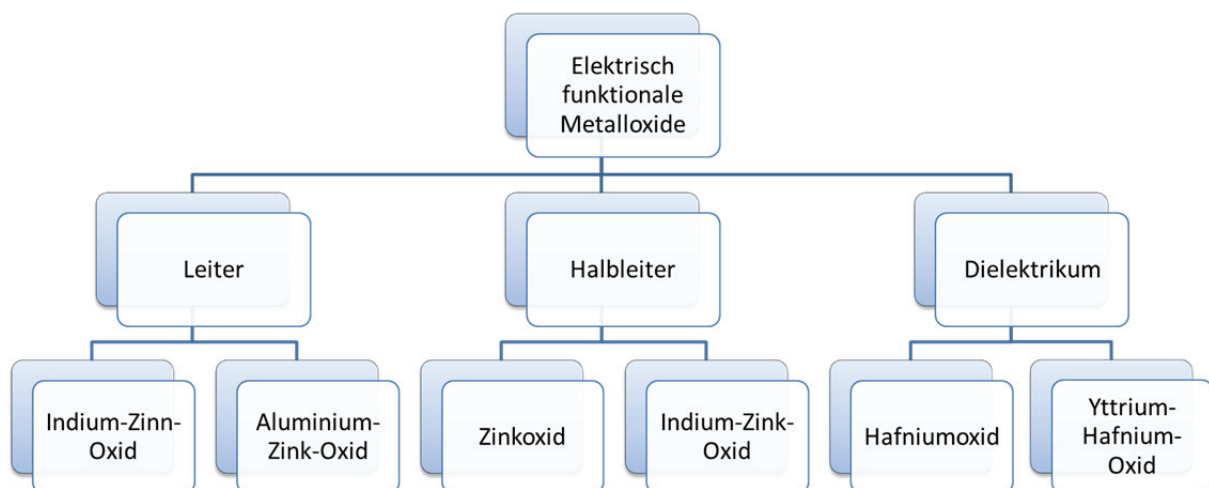 Elektrisch
funktionale
Metalloxide
Leiter
Halbleiter
Dielektrikum
Indium-Zinn-
Oxid
Aluminium-
Zink-Oxid
Zinkoxid
Indium-Zink-
Oxid
Hafniumoxid
Yttrium-
Hafnium-
Oxid